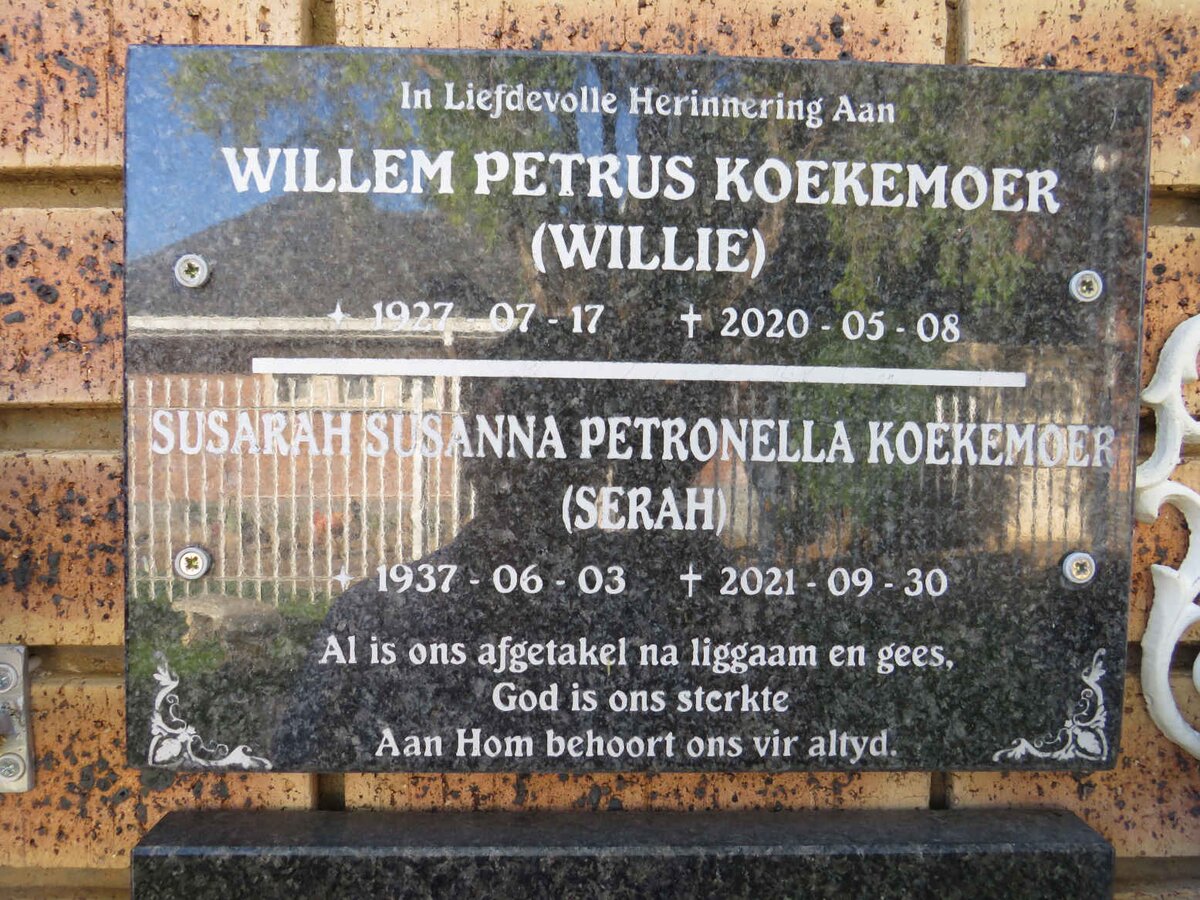 In Liefdevolle Herinnering Aan
WILLEM PETRUS KOEKEMOER
(WILLIE)
✦ 1927 - 07 - 17 ✝ 2020 - 05 - 08
SUSARAH SUSANNA PETRONELLA KOEKEMOER
(SERAH)
✦ 1937 - 06 - 03 ✝ 2021 - 09 - 30
Al is ons afgetakel na liggaam en gees,
God is ons sterkte
Aan Hom behoort ons vir altyd.